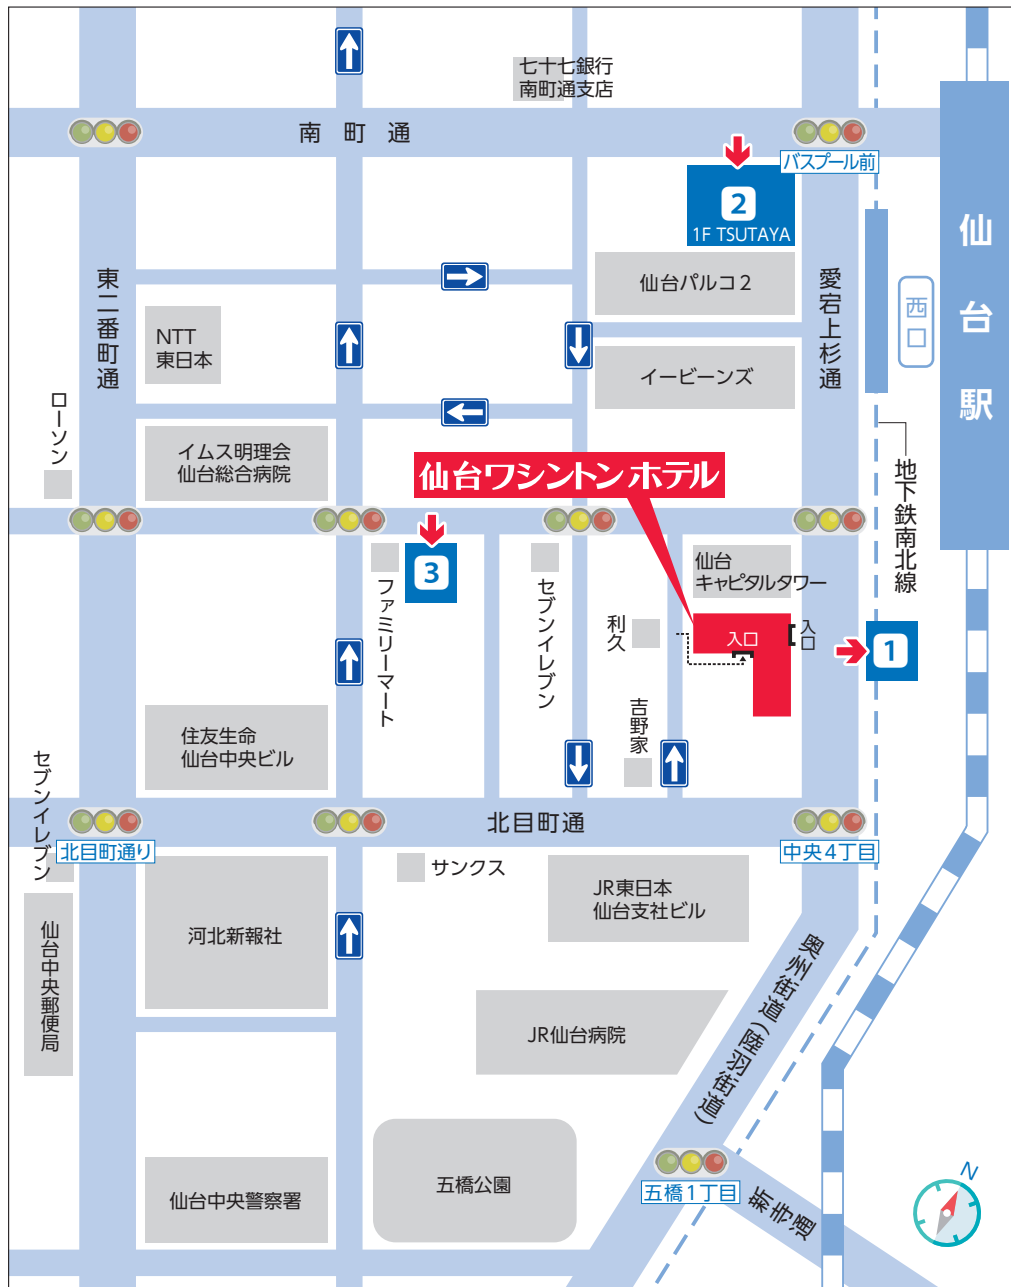 七十七銀行
南町通支店
南町通
バスプール前
2
1F TSUTAYA
仙台駅
西口
仙台パルコ2
愛宕上杉通
東二番町通
NTT
東日本
イービーンズ
ローソン
イムス明理会
仙台総合病院
仙台ワシントンホテル
地下鉄南北線
仙台
キャピタルタワー
3
ファミリーマート
セブンイレブン
利久
入口
入口
1
吉野家
住友生命
仙台中央ビル
セブンイレブン
北目町通
北目町通り
中央4丁目
サンクス
JR東日本
仙台支社ビル
河北新報社
仙台中央郵便局
奥州街道(陸羽街道)
JR仙台病院
五橋公園
仙台中央警察署
五橋1丁目
新寺通
N